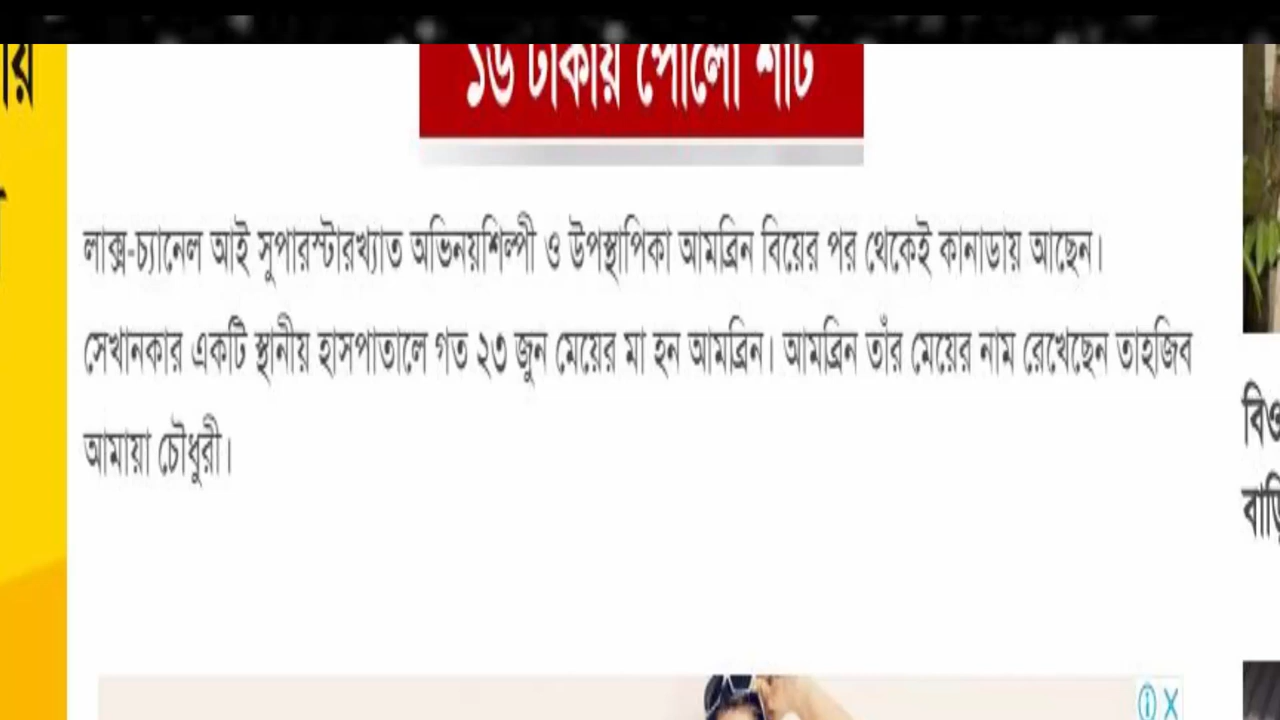 ১৬ টাকায় পোলো শার্ট
লাক্স-চ্যানেল আই সুপারস্টারখ্যাত অভিনয়শিল্পী ও উপস্থাপিকা আমব্রিন বিয়ের পর থেকেই কানাডায় আছেন।
সেখানকার একটি স্থানীয় হাসপাতালে গত ২৩ জুন মেয়ের মা হন আমব্রিন। আমব্রিন তাঁর মেয়ের নাম রেখেছেন তাহজিব
আমায়া চৌধুরী।